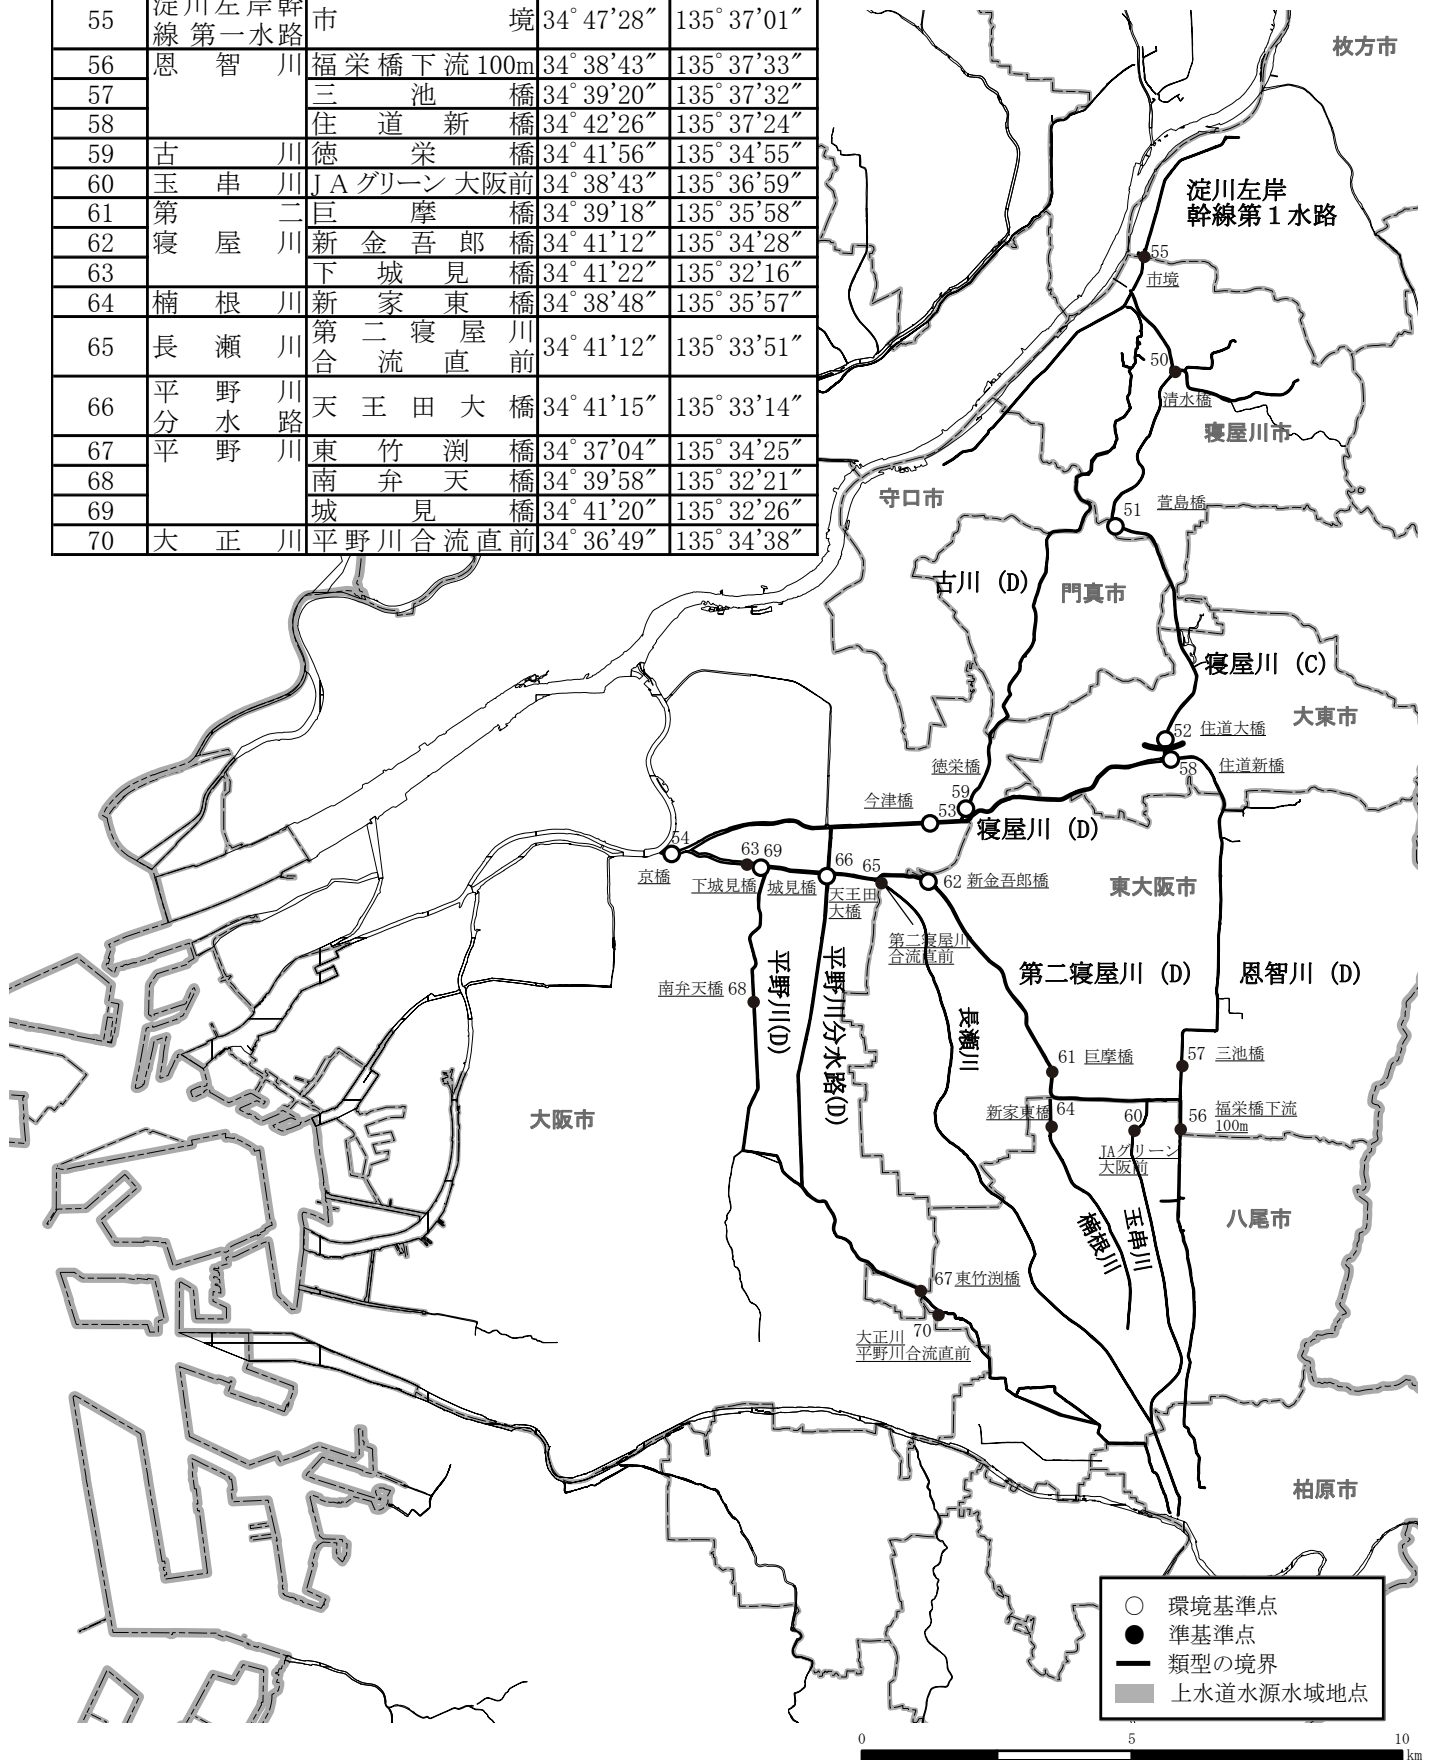 55 淀川左岸幹線第一水路 市境 34°47'28" 135°37'01"
56 恩智川 福栄橋下流100m 34°38'43" 135°37'33"
57 三池橋 34°39'20" 135°37'32"
58 住道新橋 34°42'26" 135°37'24"
59 古川 徳栄橋 34°41'56" 135°34'55"
60 玉串川 JAグリーン大阪前 34°38'43" 135°36'59"
61 第二寝屋川 巨摩橋 34°39'18" 135°35'58"
62 新金吾郎橋 34°41'12" 135°34'28"
63 下城見橋 34°41'22" 135°32'16"
64 楠根川 新家東橋 34°38'48" 135°35'57"
65 長瀬川 第二寝屋川合流直前 34°41'12" 135°33'51"
66 平野川分水路 天王田大橋 34°41'15" 135°33'14"
67 平野川 東竹渕橋 34°37'04" 135°34'25"
68 南弁天橋 34°39'58" 135°32'21"
69 城見橋 34°41'20" 135°32'26"
70 大正川 平野川合流直前 34°36'49" 135°34'38"
枚方市
淀川左岸
幹線第1水路
55
市境
50
清水橋
寝屋川市
守口市
51 萱島橋
古川 (D)
門真市
寝屋川 (C)
大東市
52 住道大橋
58 住道新橋
徳栄橋
59
今津橋
53
寝屋川 (D)
54
京橋
63 69
下城見橋 城見橋
66
天王田
大橋
65
62 新金吾郎橋
東大阪市
第二寝屋川
合流直前
第二寝屋川 (D)
恩智川 (D)
南弁天橋 68
平野川(D)
平野川分水路(D)
長瀬川
61 巨摩橋
57 三池橋
大阪市
新家東橋 64
60
JAグリーン
大阪前
56 福栄橋下流
100m
楠根川
玉串川
八尾市
67 東竹渕橋
70
大正川
平野川合流直前
柏原市
○ 環境基準点
● 準基準点
━ 類型の境界
上水道水源水域地点
0 5 10
km